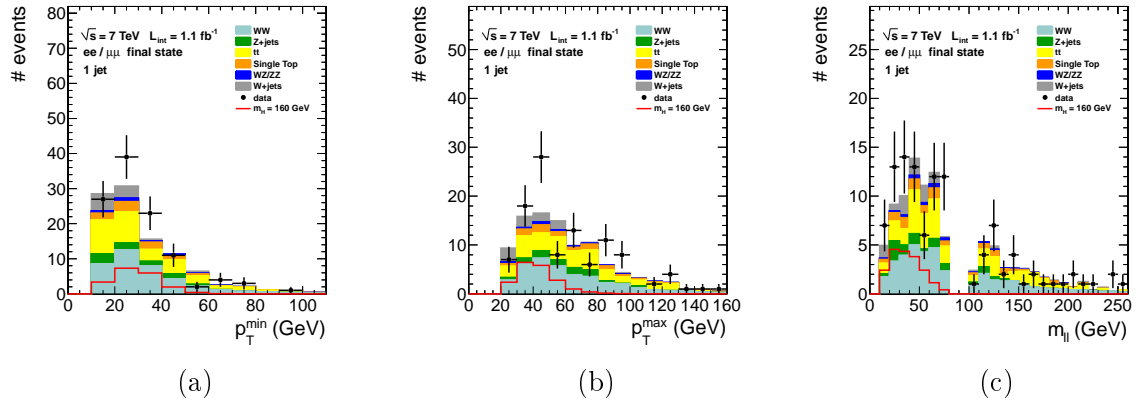 # events
80
70
60
50
40
30
20
10
0
√s = 7 TeV L_int = 1.1 fb⁻¹
ee / μμ final state
1 jet
WW
Z+jets
tt
Single Top
WZ/ZZ
W+jets
data
m_H = 160 GeV
0 20 40 60 80 100
p_T^min (GeV)
(a)
# events
50
40
30
20
10
0
√s = 7 TeV L_int = 1.1 fb⁻¹
ee / μμ final state
1 jet
WW
Z+jets
tt
Single Top
WZ/ZZ
W+jets
data
m_H = 160 GeV
0 20 40 60 80 100 120 140 160
p_T^max (GeV)
(b)
# events
25
20
15
10
5
0
√s = 7 TeV L_int = 1.1 fb⁻¹
ee / μμ final state
1 jet
WW
Z+jets
tt
Single Top
WZ/ZZ
W+jets
data
m_H = 160 GeV
0 50 100 150 200 250
m_ll (GeV)
(c)